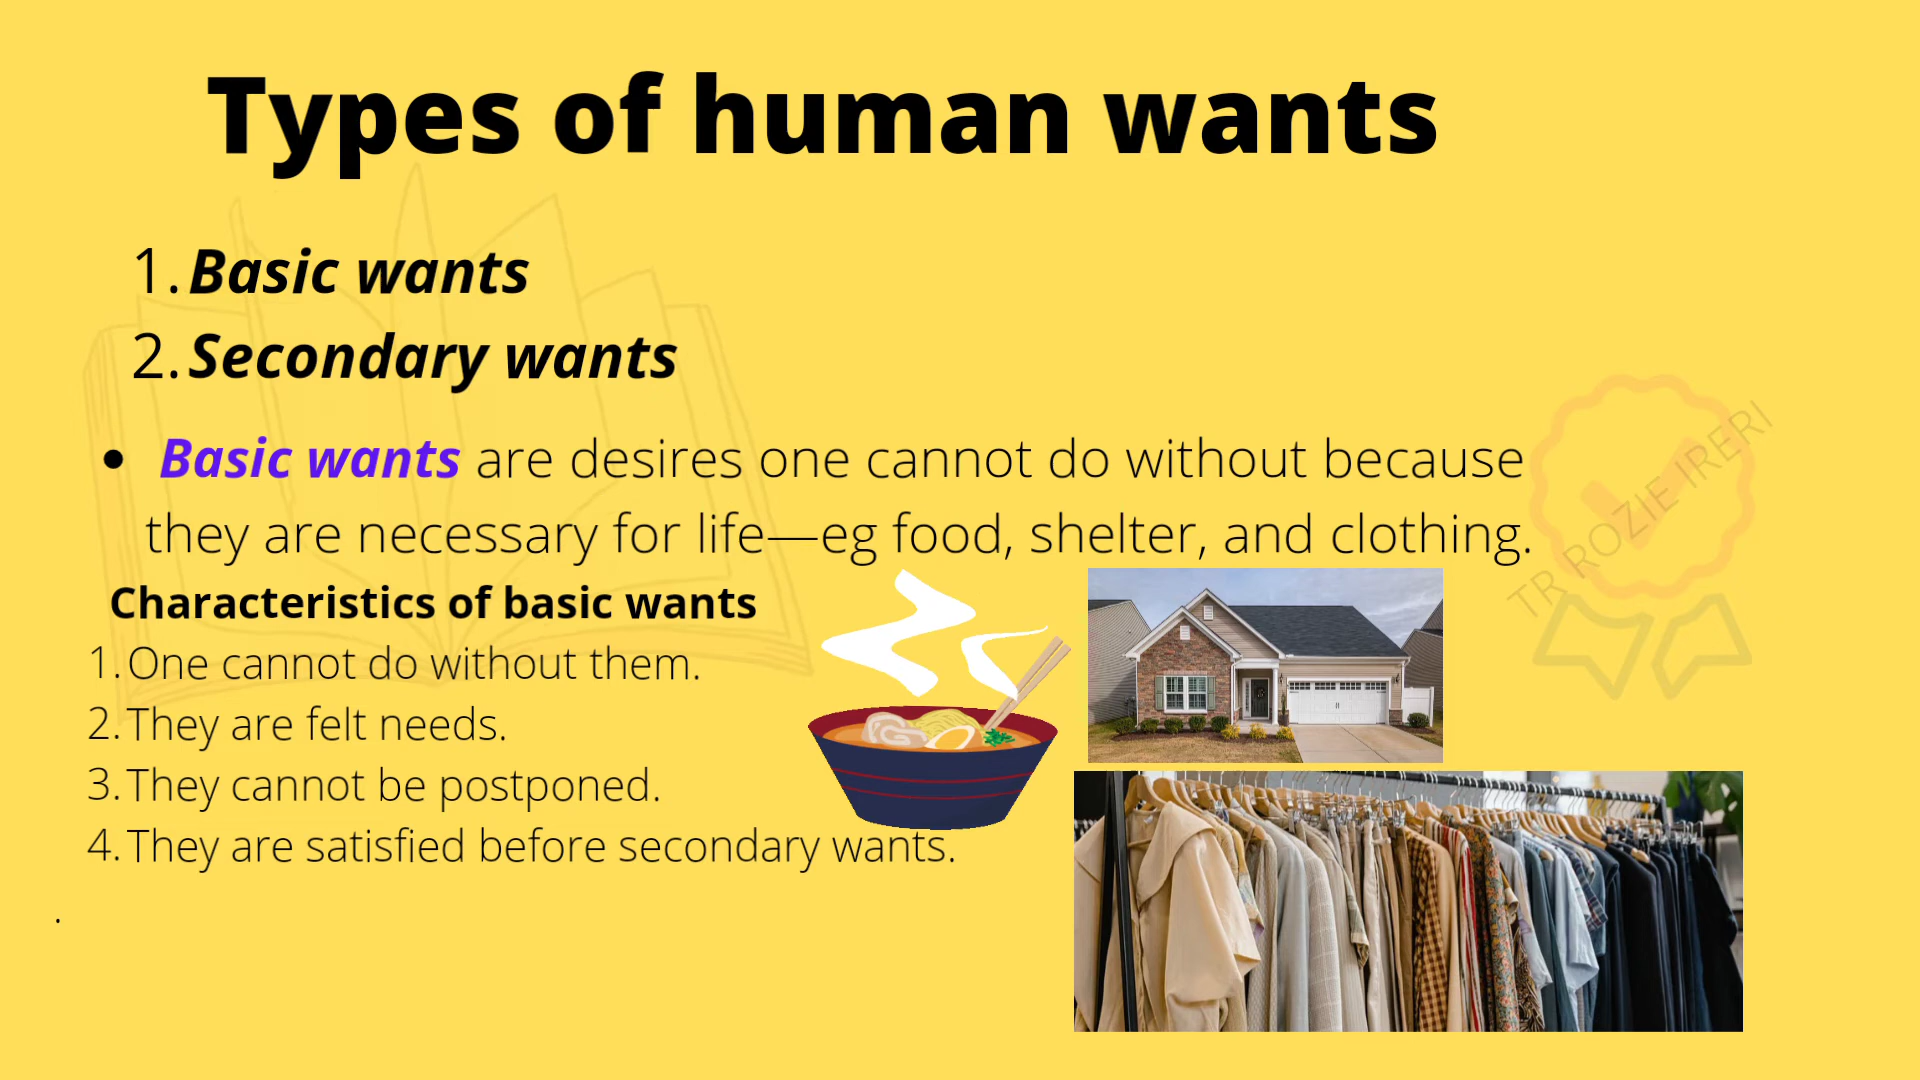 Types of human wants
1. Basic wants
2. Secondary wants
• Basic wants are desires one cannot do without because
they are necessary for life—eg food, shelter, and clothing.
Characteristics of basic wants
1. One cannot do without them.
2. They are felt needs.
3. They cannot be postponed.
4. They are satisfied before secondary wants.
.
TR ROZIE IRERI